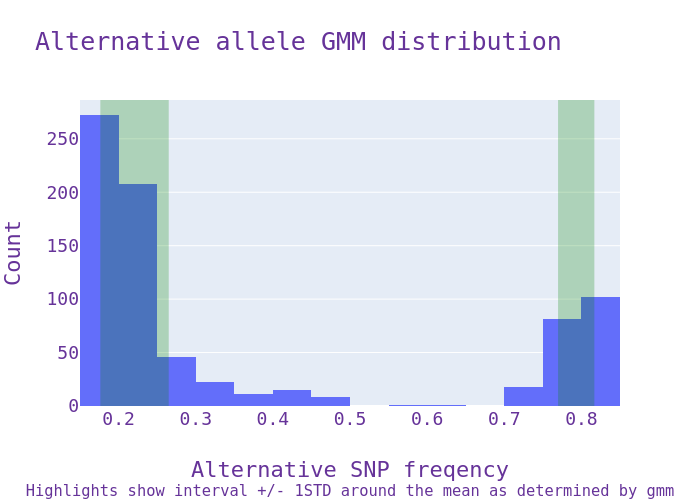 Alternative allele GMM distribution
Count
250
200
150
100
50
0
0.2 0.3 0.4 0.5 0.6 0.7 0.8
Alternative SNP freqency
Highlights show interval +/- 1STD around the mean as determined by gmm